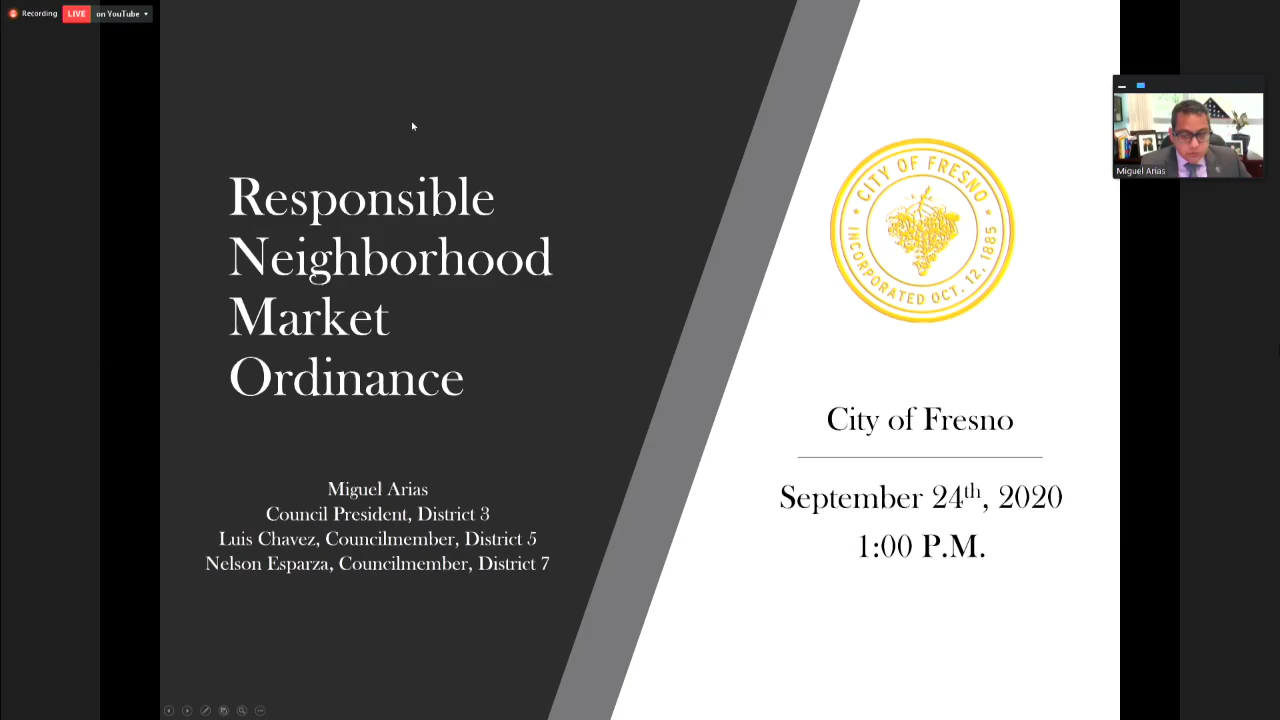 Recording LIVE on YouTube
Responsible
Neighborhood
Market
Ordinance
Miguel Arias
Council President, District 3
Luis Chavez, Councilmember, District 5
Nelson Esparza, Councilmember, District 7
CITY OF FRESNO
INCORPORATED OCT. 12, 1885
City of Fresno
September 24th, 2020
1:00 P.M.
Miguel Arias